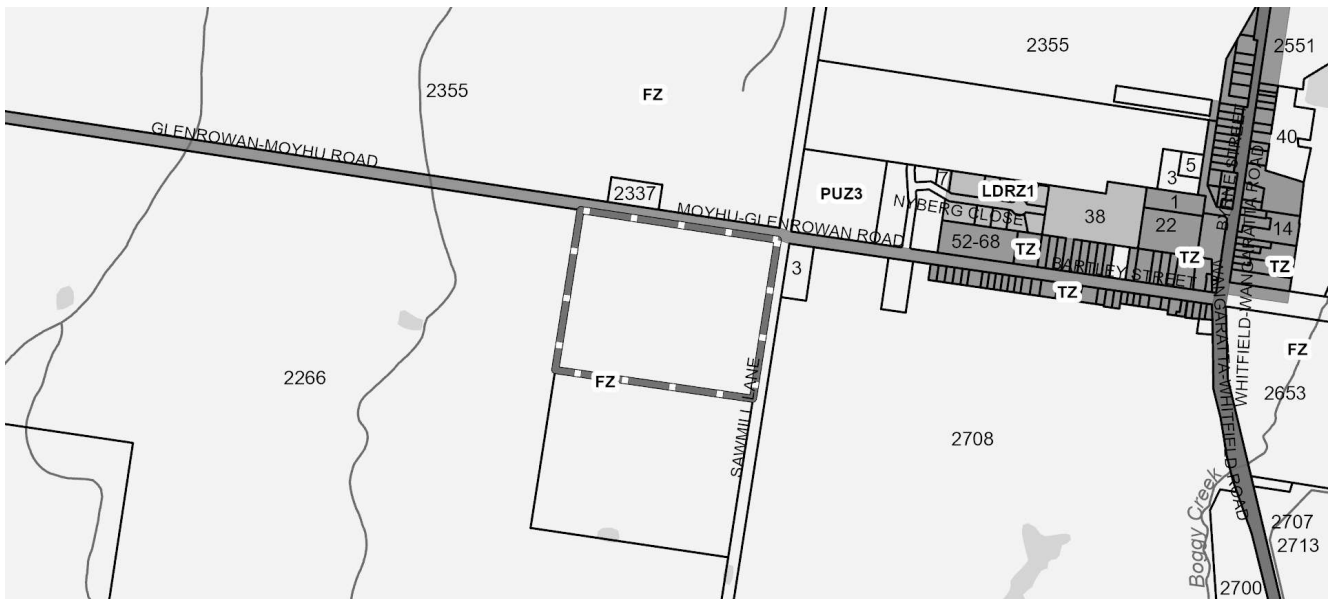 2355
2551
2355
FZ
GLENROWAN-MOYHU ROAD
40
5
3
7
2337
PUZ3
LDRZ1
1
NYBERG CLOSE
MOYHU-GLENROWAN ROAD
38
22
14
52-68
TZ
TZ
TZ
BARTLEY STREET
TZ
3
BYRNE STREET
WHITFIELD-WANGARATTA ROAD
WANGARATTA-WHITFIELD ROAD
FZ
2266
FZ
SAWMILL LANE
2653
2708
Boggy Creek
2707
2713
2700